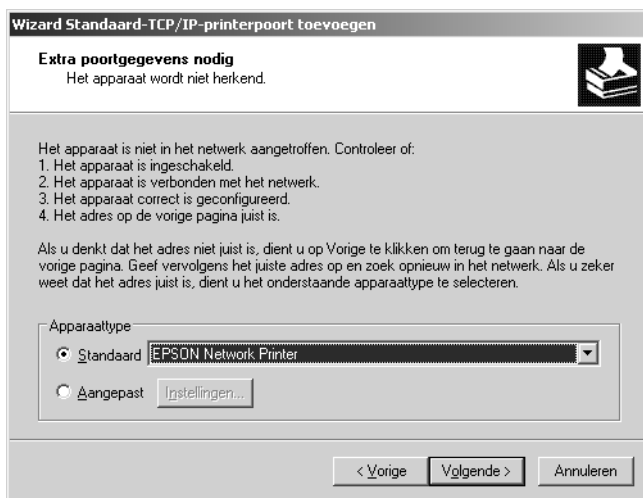 Wizard Standaard-TCP/IP-printerpoort toevoegen
Extra poortgegevens nodig
Het apparaat wordt niet herkend.
Het apparaat is niet in het netwerk aangetroffen. Controleer of:
1. Het apparaat is ingeschakeld.
2. Het apparaat is verbonden met het netwerk.
3. Het apparaat correct is geconfigureerd.
4. Het adres op de vorige pagina juist is.
Als u denkt dat het adres niet juist is, dient u op Vorige te klikken om terug te gaan naar de
vorige pagina. Geef vervolgens het juiste adres op en zoek opnieuw in het netwerk. Als u zeker
weet dat het adres juist is, dient u het onderstaande apparaattype te selecteren.
Apparaattype
Standaard EPSON Network Printer
Aangepast Instellingen...
< Vorige Volgende > Annuleren